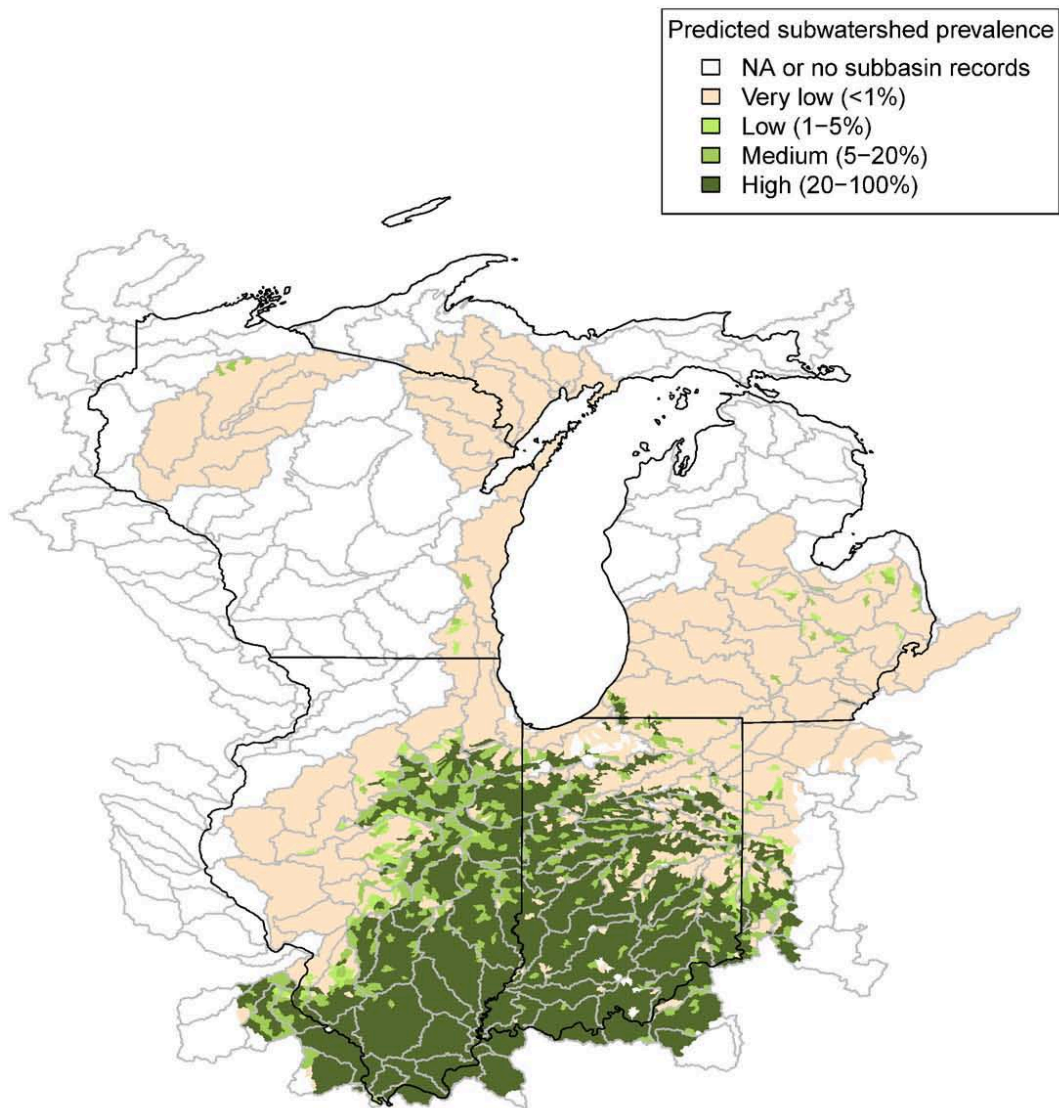 Predicted subwatershed prevalence
NA or no subbasin records
Very low (<1%)
Low (1−5%)
Medium (5−20%)
High (20−100%)